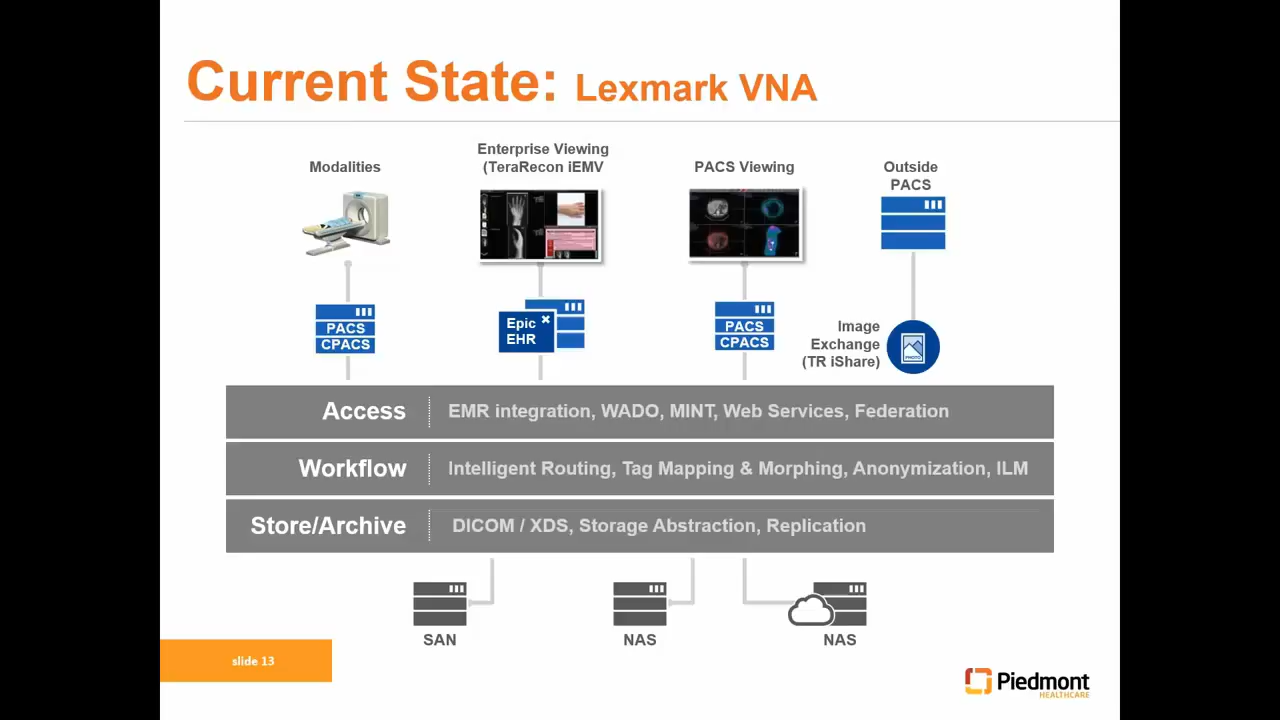 Current State: Lexmark VNA
Modalities
Enterprise Viewing
(TeraRecon iEMV
PACS Viewing
Outside
PACS
PACS
CPACS
Epic
EHR
PACS
CPACS
Image
Exchange
(TR iShare)
PHOTO
Access
EMR integration, WADO, MINT, Web Services, Federation
Workflow
Intelligent Routing, Tag Mapping & Morphing, Anonymization, ILM
Store/Archive
DICOM / XDS, Storage Abstraction, Replication
SAN
NAS
NAS
slide 13
Piedmont
HEALTHCARE